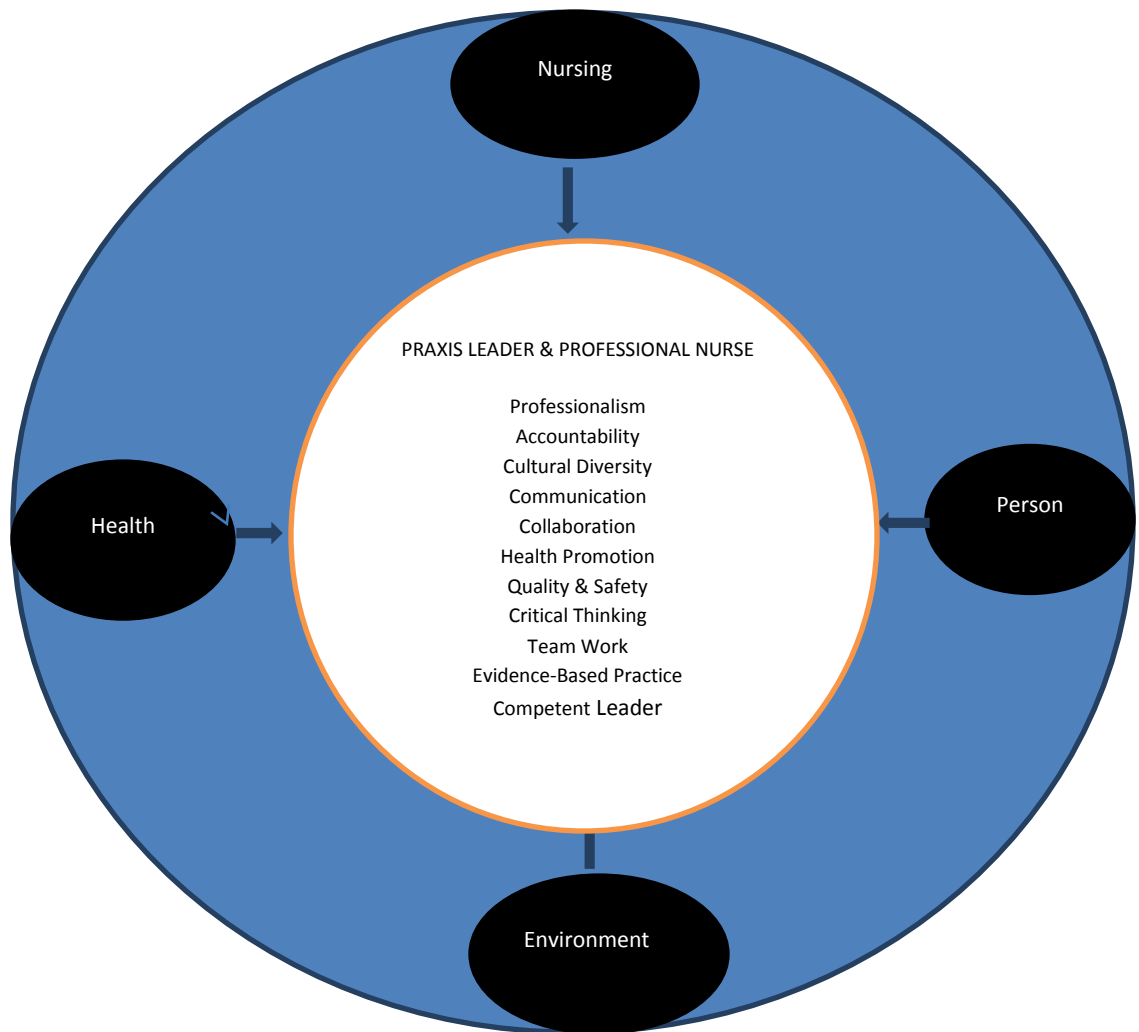 Nursing
PRAXIS LEADER & PROFESSIONAL NURSE
Professionalism
Accountability
Cultural Diversity
Communication
Collaboration
Health Promotion
Quality & Safety
Critical Thinking
Team Work
Evidence-Based Practice
Competent Leader
Health
Person
Environment